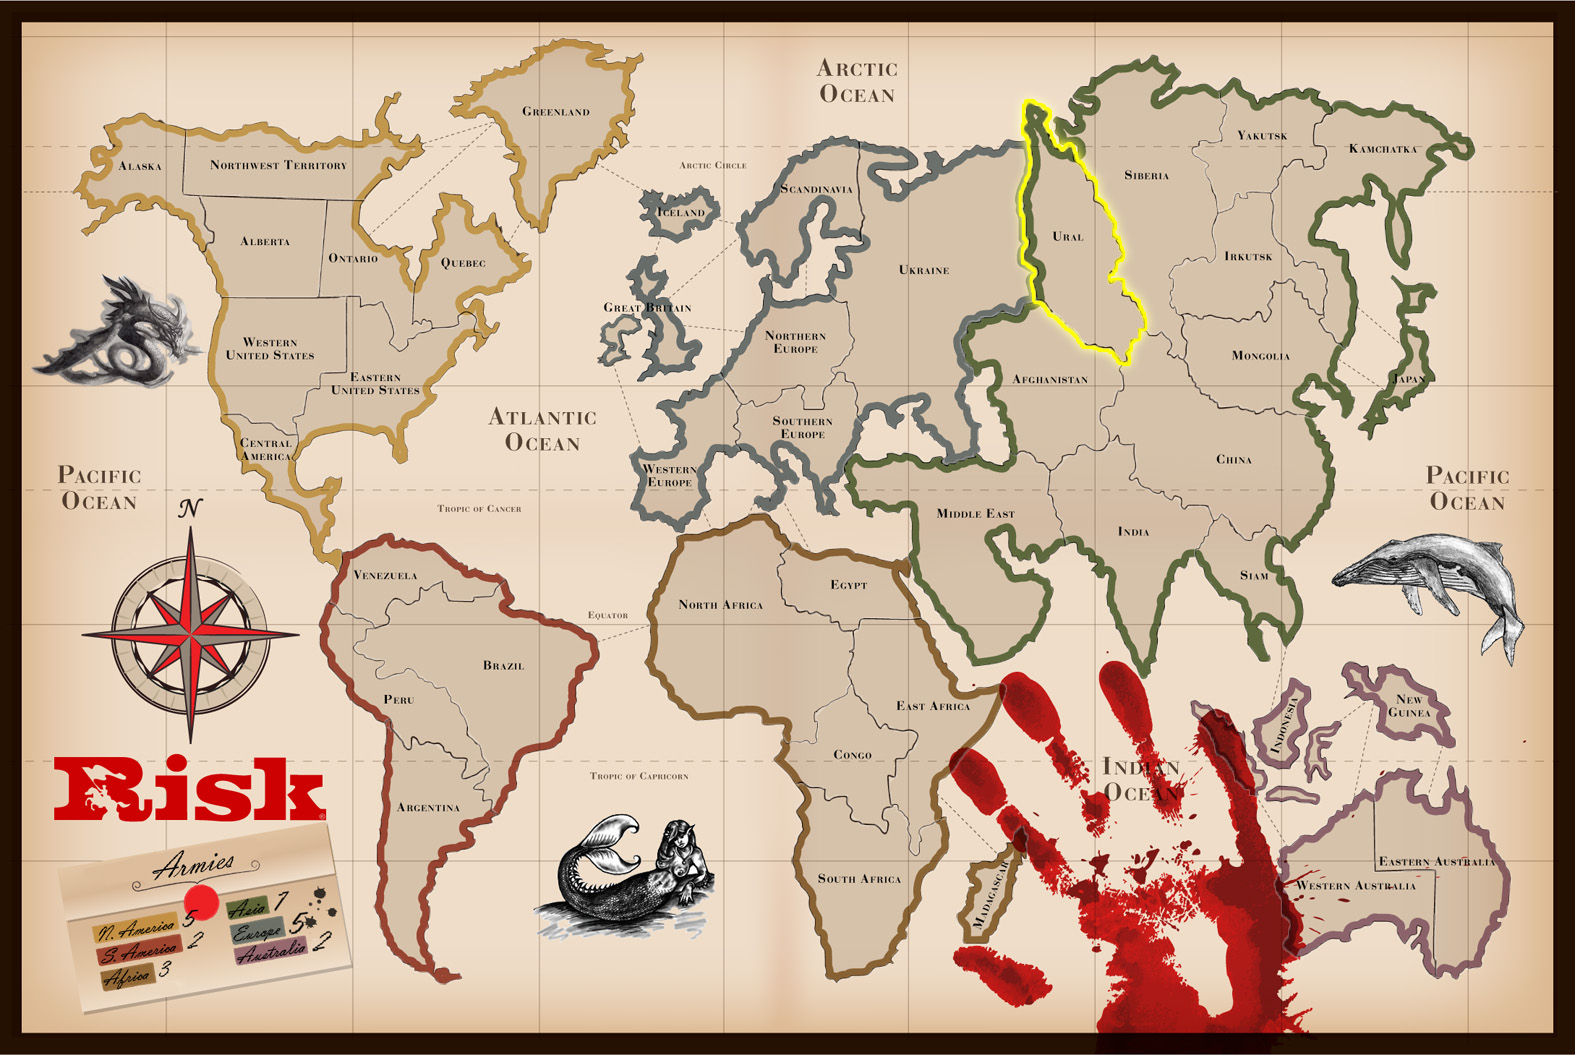 ARCTIC
OCEAN
GREENLAND
ALASKA
NORTHWEST TERRITORY
ARCTIC CIRCLE
YAKUTSK
KAMCHATKA
SIBERIA
SCANDINAVIA
ICELAND
ALBERTA
ONTARIO
QUEBEC
URAL
IRKUTSK
UKRAINE
GREAT BRITAIN
WESTERN
UNITED STATES
NORTHERN
EUROPE
MONGOLIA
EASTERN
UNITED STATES
AFGHANISTAN
JAPAN
ATLANTIC
OCEAN
SOUTHERN
EUROPE
CENTRAL
AMERICA
CHINA
PACIFIC
OCEAN
WESTERN
EUROPE
PACIFIC
OCEAN
N
TROPIC OF CANCER
MIDDLE EAST
INDIA
VENEZUELA
EGYPT
SIAM
NORTH AFRICA
EQUATOR
BRAZIL
PERU
EAST AFRICA
NEW
GUINEA
INDONESIA
CONGO
INDIAN
OCEAN
TROPIC OF CAPRICORN
Risk
®
ARGENTINA
EASTERN AUSTRALIA
WESTERN AUSTRALIA
SOUTH AFRICA
MADAGASCAR
Armies
N. America 5
S. America 2
Africa 3
Asia 7
Europe 5
Australia 2